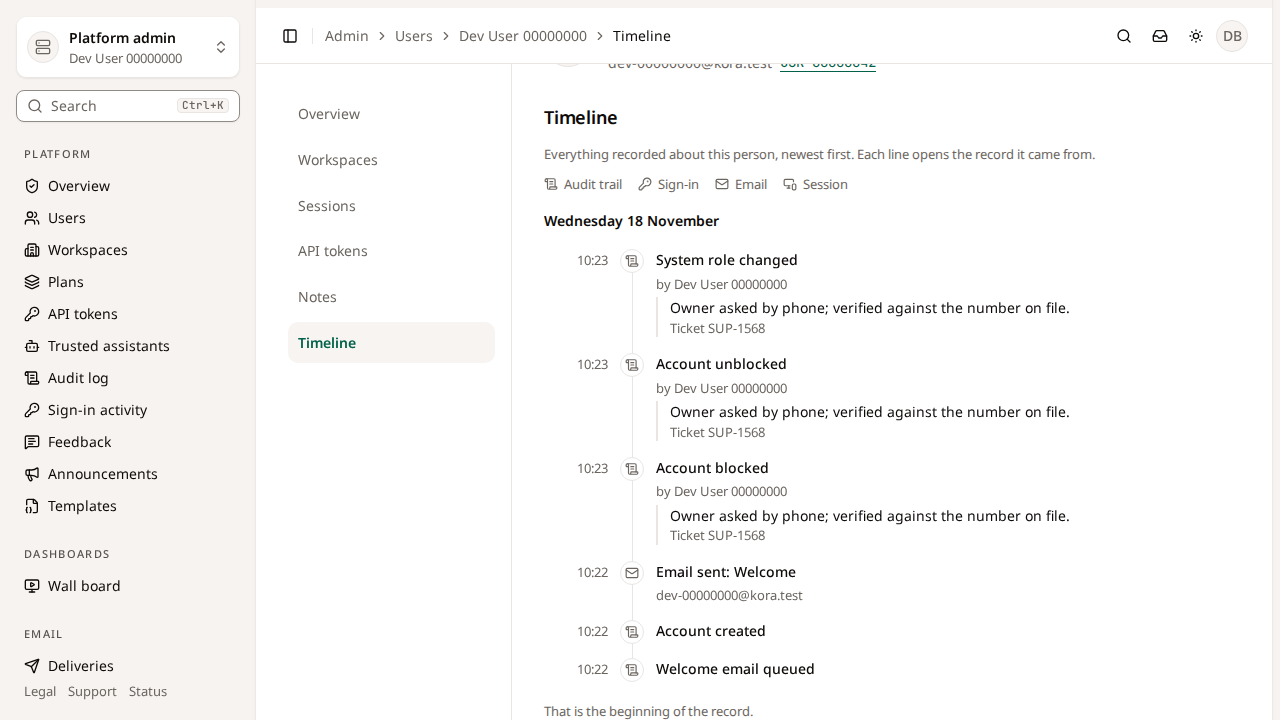 Platform admin
Dev User 00000000
Search
Ctrl+K
PLATFORM
Overview
Users
Workspaces
Plans
API tokens
Trusted assistants
Audit log
Sign-in activity
Feedback
Announcements
Templates
DASHBOARDS
Wall board
EMAIL
Deliveries
Legal Support Status
Admin > Users > Dev User 00000000 > Timeline
DB
dev-00000000@kora.test
Overview
Workspaces
Sessions
API tokens
Notes
Timeline
Timeline
Everything recorded about this person, newest first. Each line opens the record it came from.
Audit trail Sign-in Email Session
Wednesday 18 November
10:23 System role changed
by Dev User 00000000
Owner asked by phone; verified against the number on file.
Ticket SUP-1568
10:23 Account unblocked
by Dev User 00000000
Owner asked by phone; verified against the number on file.
Ticket SUP-1568
10:23 Account blocked
by Dev User 00000000
Owner asked by phone; verified against the number on file.
Ticket SUP-1568
10:22 Email sent: Welcome
dev-00000000@kora.test
10:22 Account created
10:22 Welcome email queued
That is the beginning of the record.